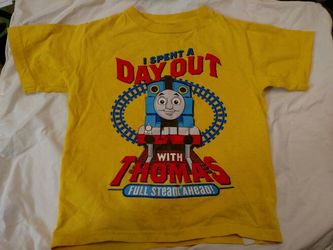 I SPENT A
DAY OUT
WITH
THOMAS
FULL STEAM AHEAD!